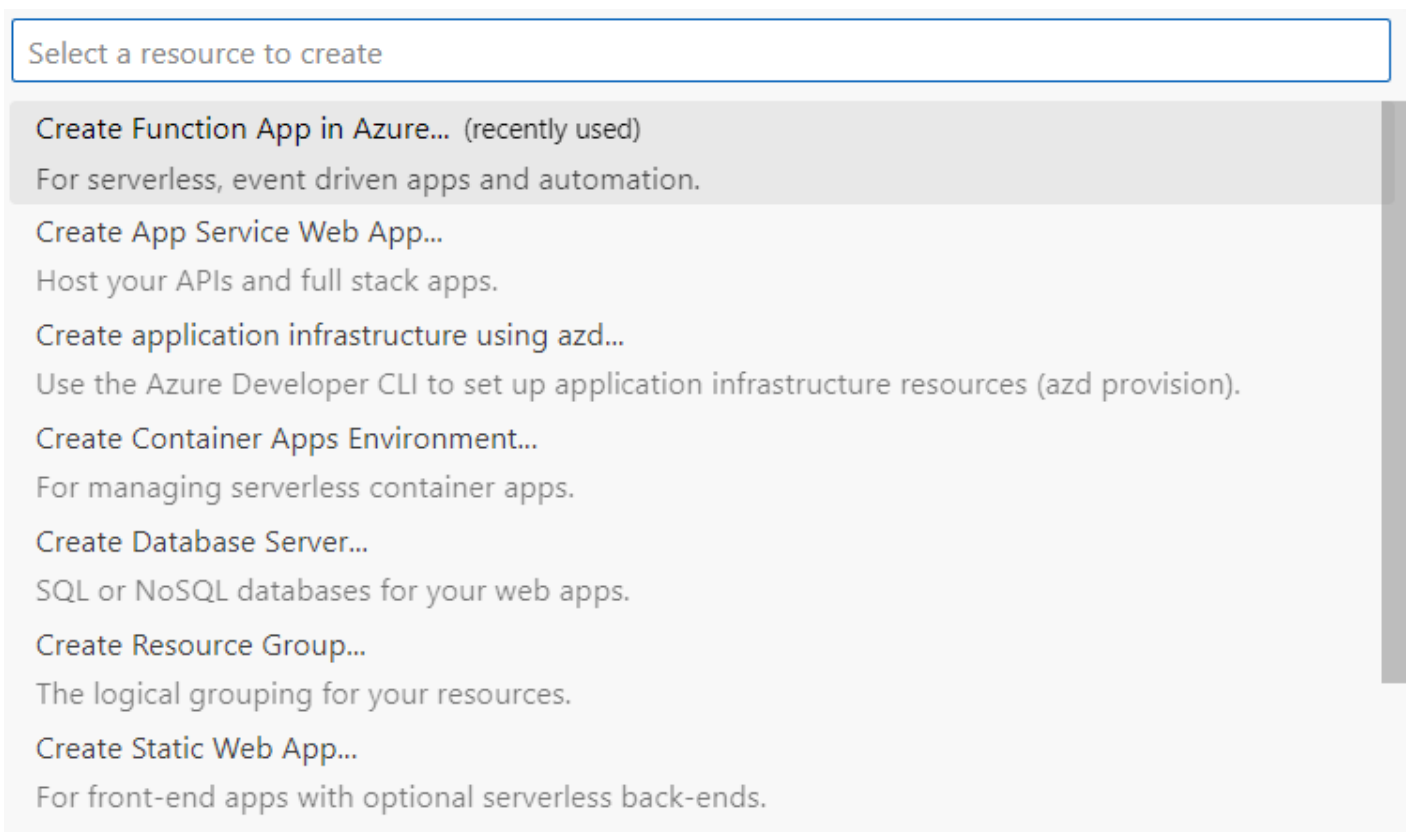 Select a resource to create
Create Function App in Azure... (recently used)
For serverless, event driven apps and automation.
Create App Service Web App...
Host your APIs and full stack apps.
Create application infrastructure using azd...
Use the Azure Developer CLI to set up application infrastructure resources (azd provision).
Create Container Apps Environment...
For managing serverless container apps.
Create Database Server...
SQL or NoSQL databases for your web apps.
Create Resource Group...
The logical grouping for your resources.
Create Static Web App...
For front-end apps with optional serverless back-ends.